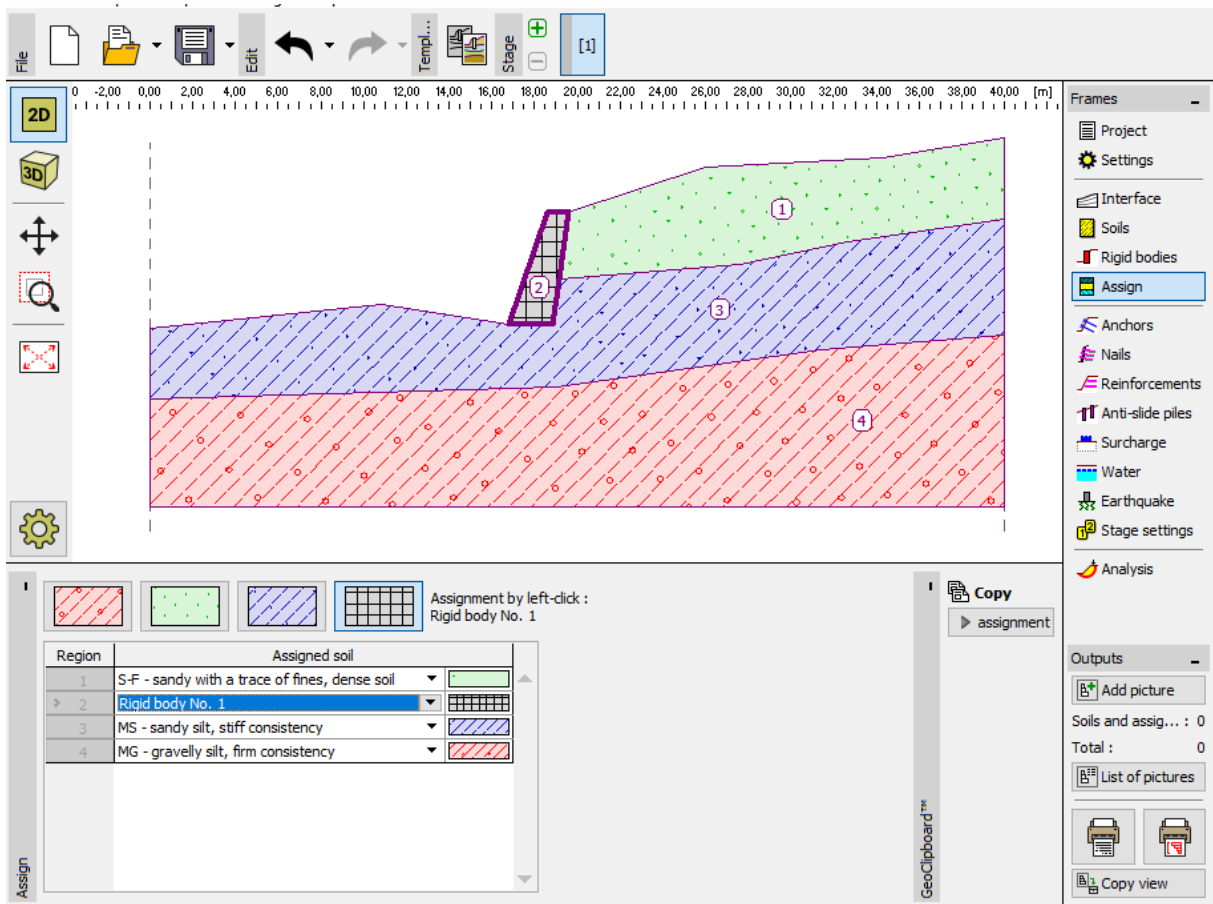 File
Edit
Templ...
Stage
[1]
2D
3D
0 -2,00 0,00 2,00 4,00 6,00 8,00 10,00 12,00 14,00 16,00 18,00 20,00 22,00 24,00 26,00 28,00 30,00 32,00 34,00 36,00 38,00 40,00 [m]
1
2
3
4
Frames
Project
Settings
Interface
Soils
Rigid bodies
Assign
Anchors
Nails
Reinforcements
Anti-slide piles
Surcharge
Water
Earthquake
Stage settings
Analysis
Assign
Assignment by left-click :
Rigid body No. 1
Region Assigned soil
1 S-F - sandy with a trace of fines, dense soil
> 2 Rigid body No. 1
3 MS - sandy silt, stiff consistency
4 MG - gravelly silt, firm consistency
GeoClipboard™
Copy
assignment
Outputs
Add picture
Soils and assig... : 0
Total : 0
List of pictures
Copy view